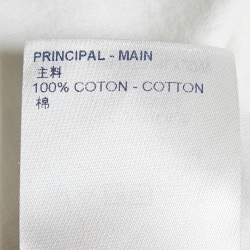 PRINCIPAL - MAIN
主料
100% COTON - COTTON
棉